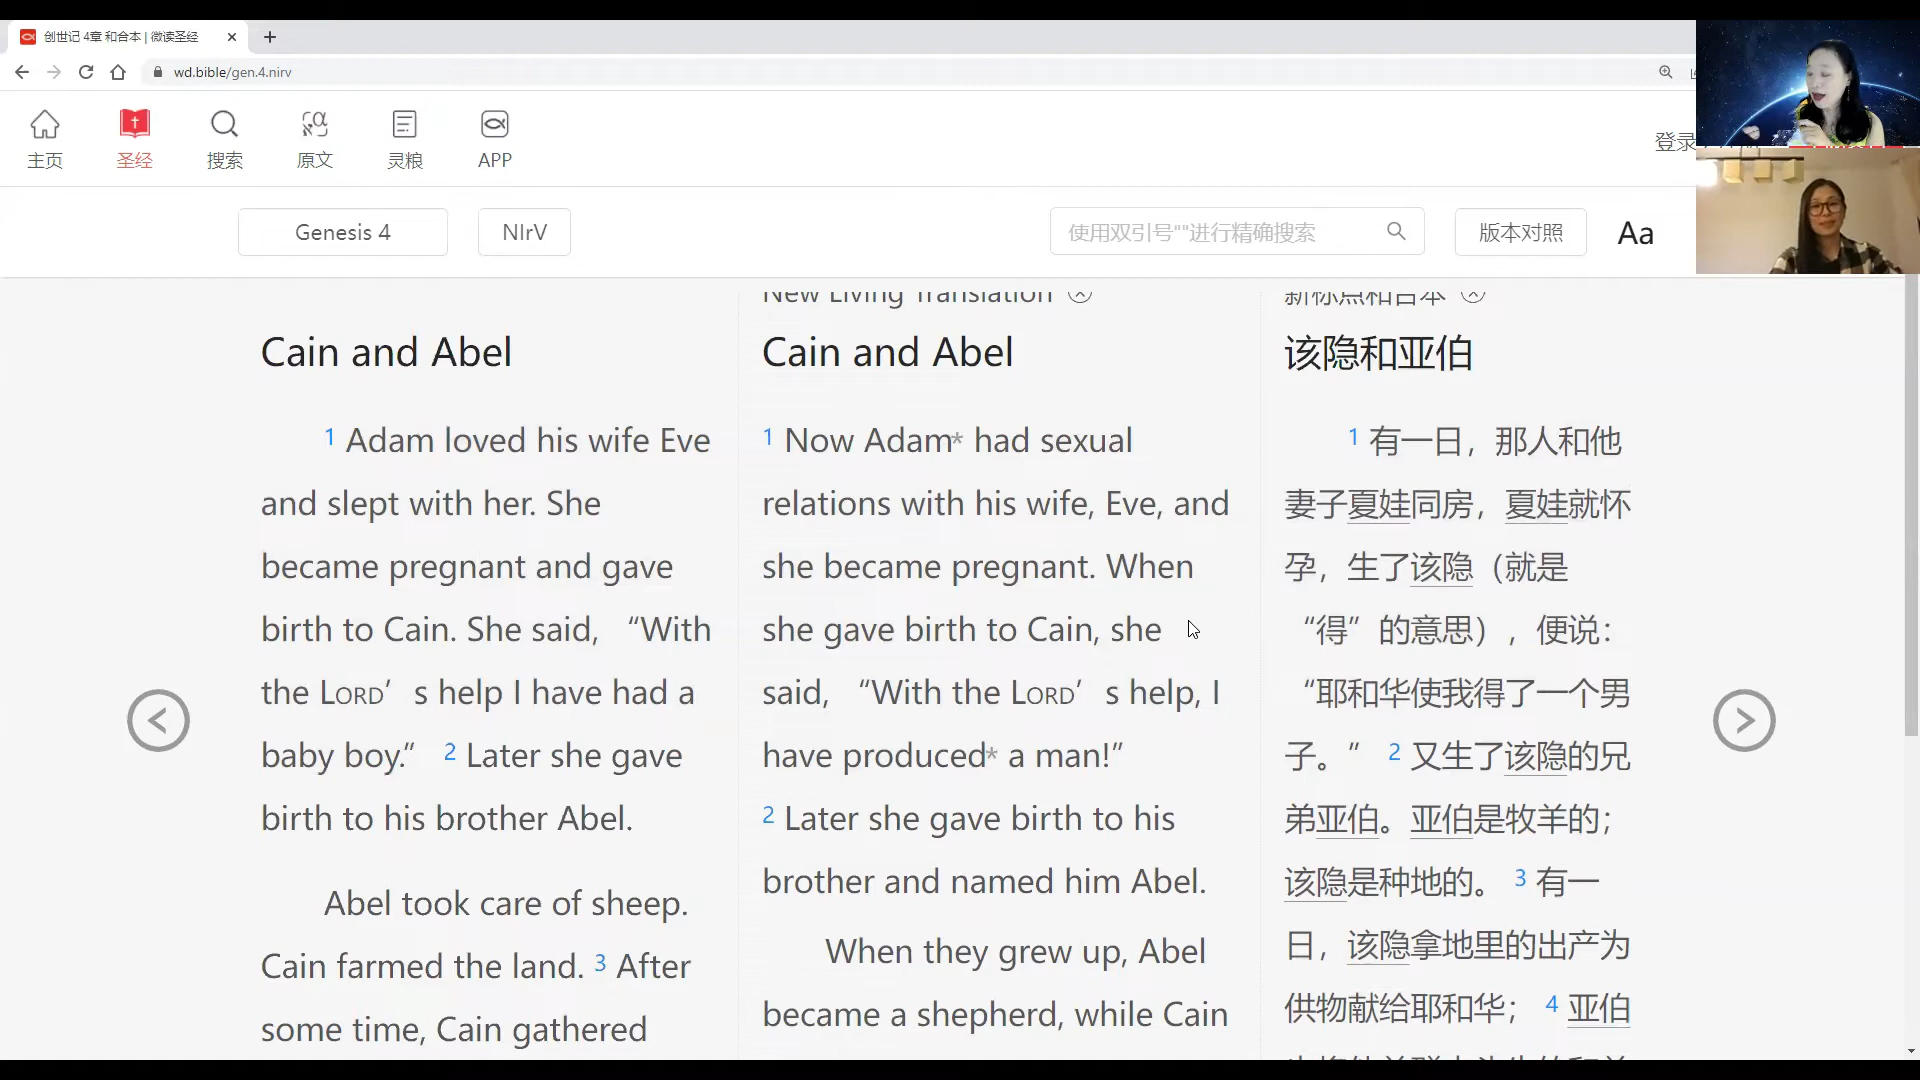 创世记 4章 和合本 | 微读圣经
wd.bible/gen.4.nirv
主页
圣经
搜索
原文
灵粮
APP
登录
Genesis 4
NIrV
使用双引号""进行精确搜索
版本对照
Aa
Cain and Abel
1 Adam loved his wife Eve
and slept with her. She
became pregnant and gave
birth to Cain. She said, “With
the LORD’s help I have had a
baby boy.” 2 Later she gave
birth to his brother Abel.
Abel took care of sheep.
Cain farmed the land. 3 After
some time, Cain gathered
New Living Translation
Cain and Abel
1 Now Adam* had sexual
relations with his wife, Eve, and
she became pregnant. When
she gave birth to Cain, she
said, “With the LORD’s help, I
have produced* a man!”
2 Later she gave birth to his
brother and named him Abel.
When they grew up, Abel
became a shepherd, while Cain
新标点和合本
该隐和亚伯
1 有一日，那人和他
妻子夏娃同房，夏娃就怀
孕，生了该隐（就是
“得”的意思），便说：
“耶和华使我得了一个男
子。” 2 又生了该隐的兄
弟亚伯。亚伯是牧羊的；
该隐是种地的。 3 有一
日，该隐拿地里的出产为
供物献给耶和华； 4 亚伯